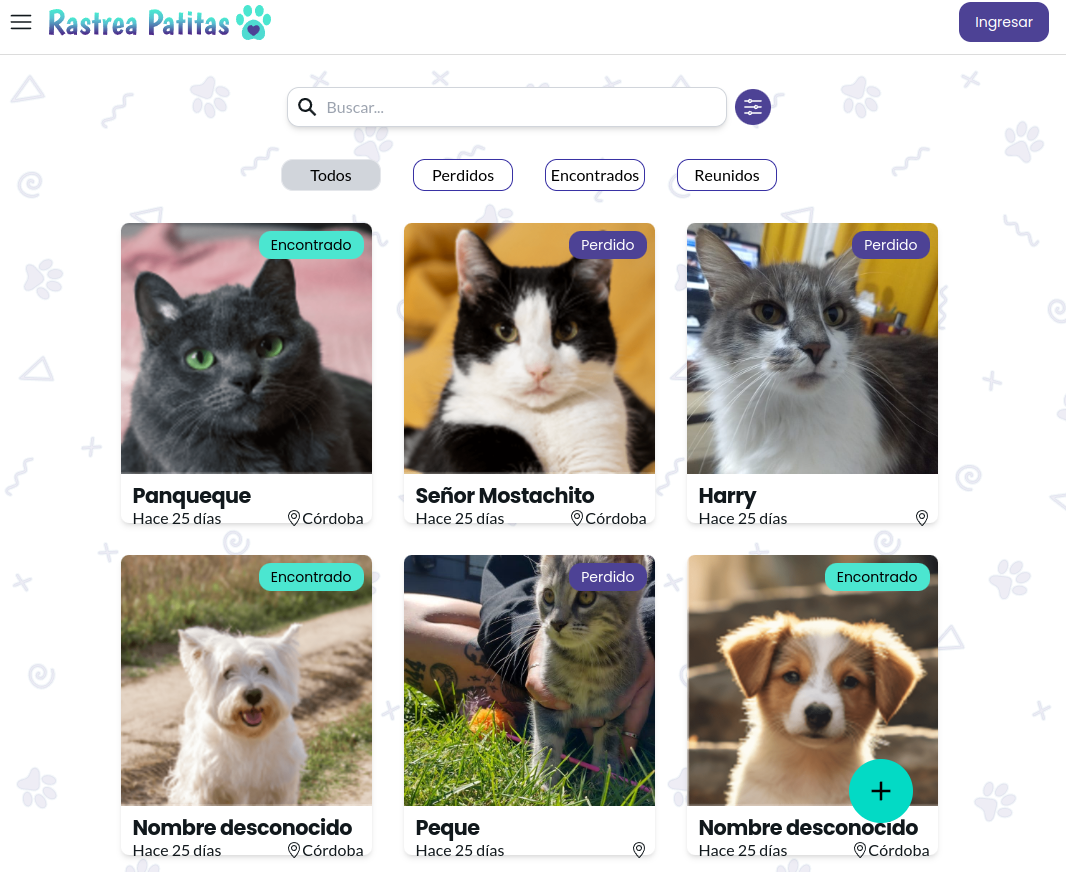 Rastrea Patitas
Ingresar
Buscar...
Todos
Perdidos
Encontrados
Reunidos
Encontrado
Perdido
Perdido
Panqueque
Señor Mostachito
Harry
Hace 25 días
Córdoba
Hace 25 días
Córdoba
Hace 25 días
Encontrado
Perdido
Encontrado
Nombre desconocido
Peque
Nombre desconocido
Hace 25 días
Córdoba
Hace 25 días
Hace 25 días
Córdoba